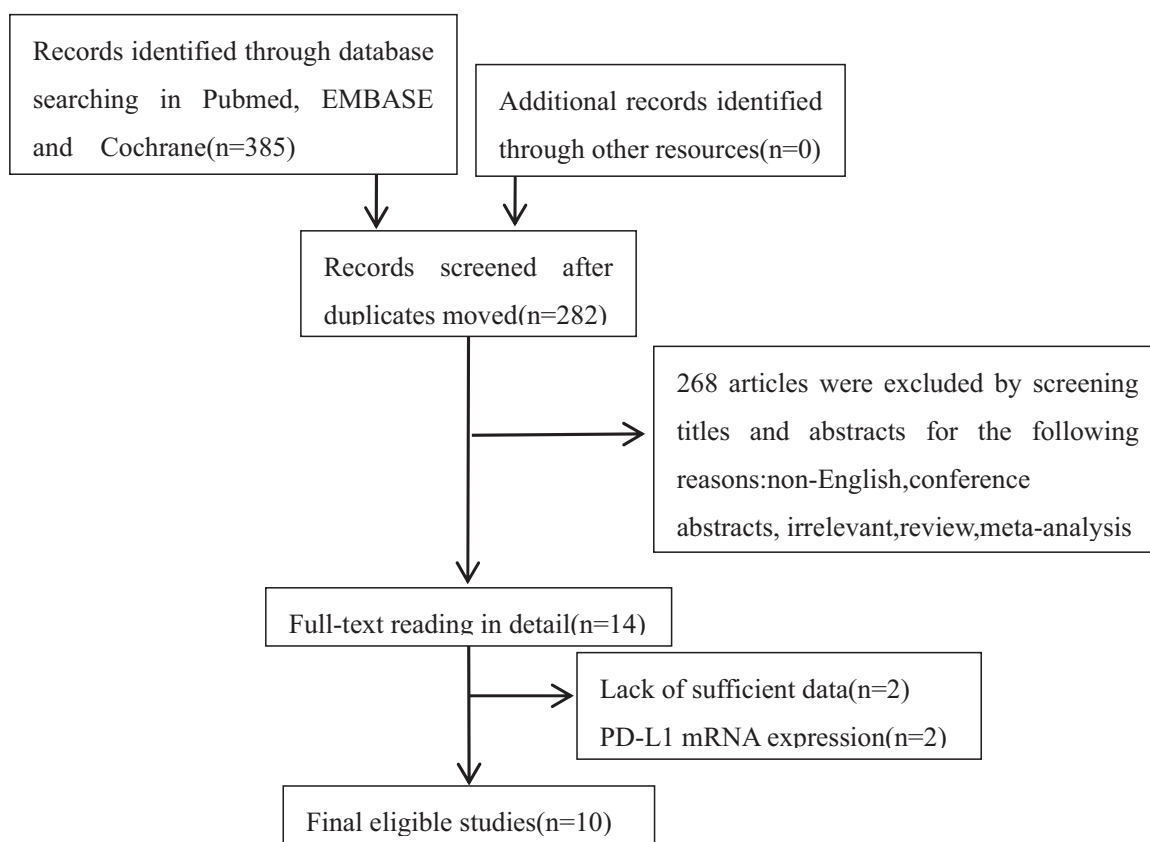 Records identified through database
searching in Pubmed, EMBASE
and Cochrane(n=385)
Additional records identified
through other resources(n=0)
Records screened after
duplicates moved(n=282)
268 articles were excluded by screening
titles and abstracts for the following
reasons:non-English,conference
abstracts, irrelevant,review,meta-analysis
Full-text reading in detail(n=14)
Lack of sufficient data(n=2)
PD-L1 mRNA expression(n=2)
Final eligible studies(n=10)